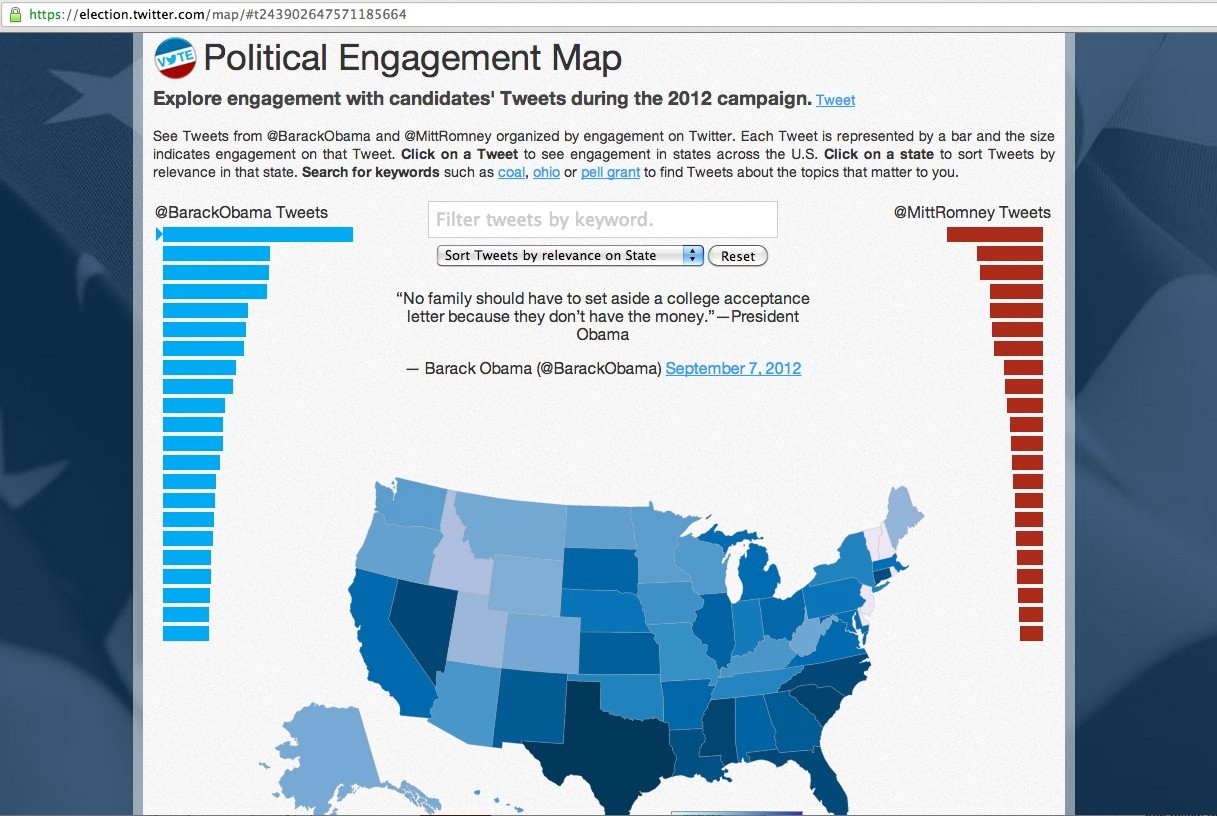 https://election.twitter.com/map/#t243902647571185664
VOTE
Political Engagement Map
Explore engagement with candidates' Tweets during the 2012 campaign. Tweet
See Tweets from @BarackObama and @MittRomney organized by engagement on Twitter. Each Tweet is represented by a bar and the size
indicates engagement on that Tweet. Click on a Tweet to see engagement in states across the U.S. Click on a state to sort Tweets by
relevance in that state. Search for keywords such as coal, ohio or pell grant to find Tweets about the topics that matter to you.
@BarackObama Tweets
Filter tweets by keyword.
@MittRomney Tweets
Sort Tweets by relevance on State
Reset
“No family should have to set aside a college acceptance
letter because they don’t have the money.”—President
Obama
— Barack Obama (@BarackObama) September 7, 2012